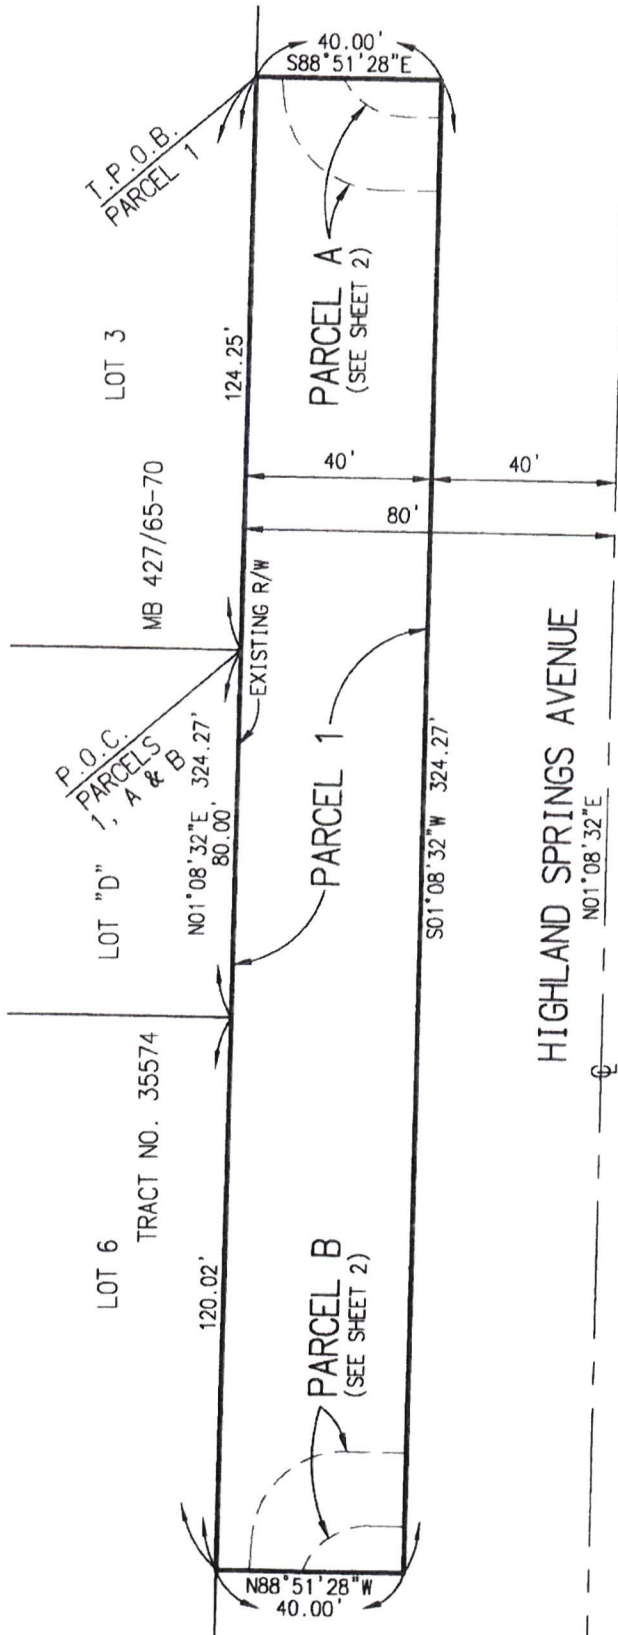 40.00'
S88°51'28"E
T.P.O.B.
PARCEL 1
LOT 3
124.25'
PARCEL A
(SEE SHEET 2)
MB 427/65-70
40'
40'
80'
EXISTING R/W
P.O.C.
PARCELS
1, A & B
LOT "D"
N01°08'32"E 324.27'
80.00'
PARCEL 1
S01°08'32"W 324.27'
HIGHLAND SPRINGS AVENUE
N01°08'32"E
LOT 6
TRACT NO. 35574
120.02'
PARCEL B
(SEE SHEET 2)
N88°51'28"W
40.00'